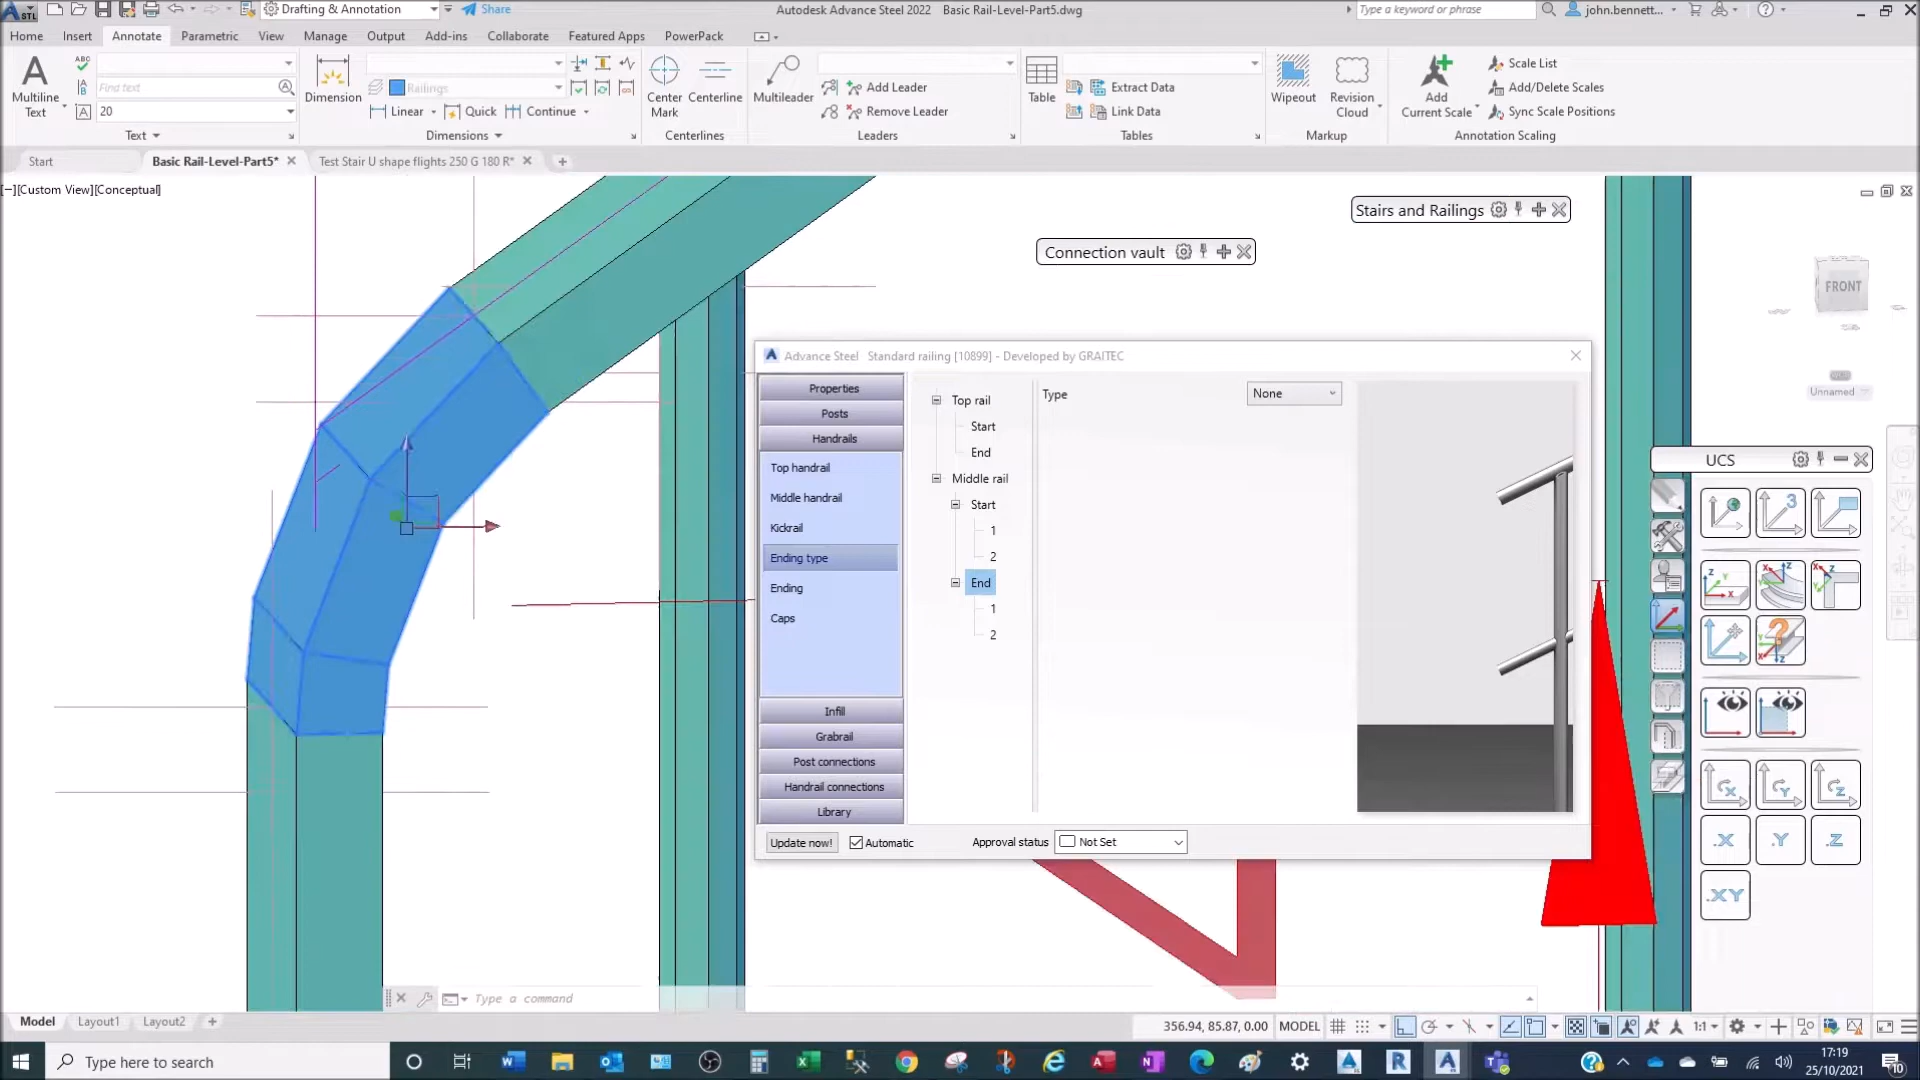 STL
Drafting & Annotation
Share
Autodesk Advance Steel 2022 Basic Rail-Level-Part5.dwg
Type a keyword or phrase
john.bennett...
Home Insert Annotate Parametric View Manage Output Add-ins Collaborate Featured Apps PowerPack
Multiline
Text
ABC
Find text
20
Text
Dimension
Railings
Linear Quick Continue
Dimensions
Center
Mark
Centerline
Centerlines
Multileader
Add Leader
Remove Leader
Leaders
Table
Extract Data
Link Data
Tables
Wipeout
Revision
Cloud
Markup
Add
Current Scale
Scale List
Add/Delete Scales
Sync Scale Positions
Annotation Scaling
Start
Basic Rail-Level-Part5*
Test Stair U shape flights 250 G 180 R*
[−][Custom View][Conceptual]
Stairs and Railings
Connection vault
FRONT
Unnamed
Advance Steel Standard railing [10899] - Developed by GRAITEC
Properties
Posts
Handrails
Top handrail
Middle handrail
Kickrail
Ending type
Ending
Caps
Infill
Grabrail
Post connections
Handrail connections
Library
Top rail
Start
End
Middle rail
Start
1
2
End
1
2
Type
None
Update now!
Automatic
Approval status
Not Set
UCS
.X
.Y
.Z
.XY
Type a command
Model Layout1 Layout2
356.94, 85.87, 0.00 MODEL
1:1
Type here to search
17:19
25/10/2021
10